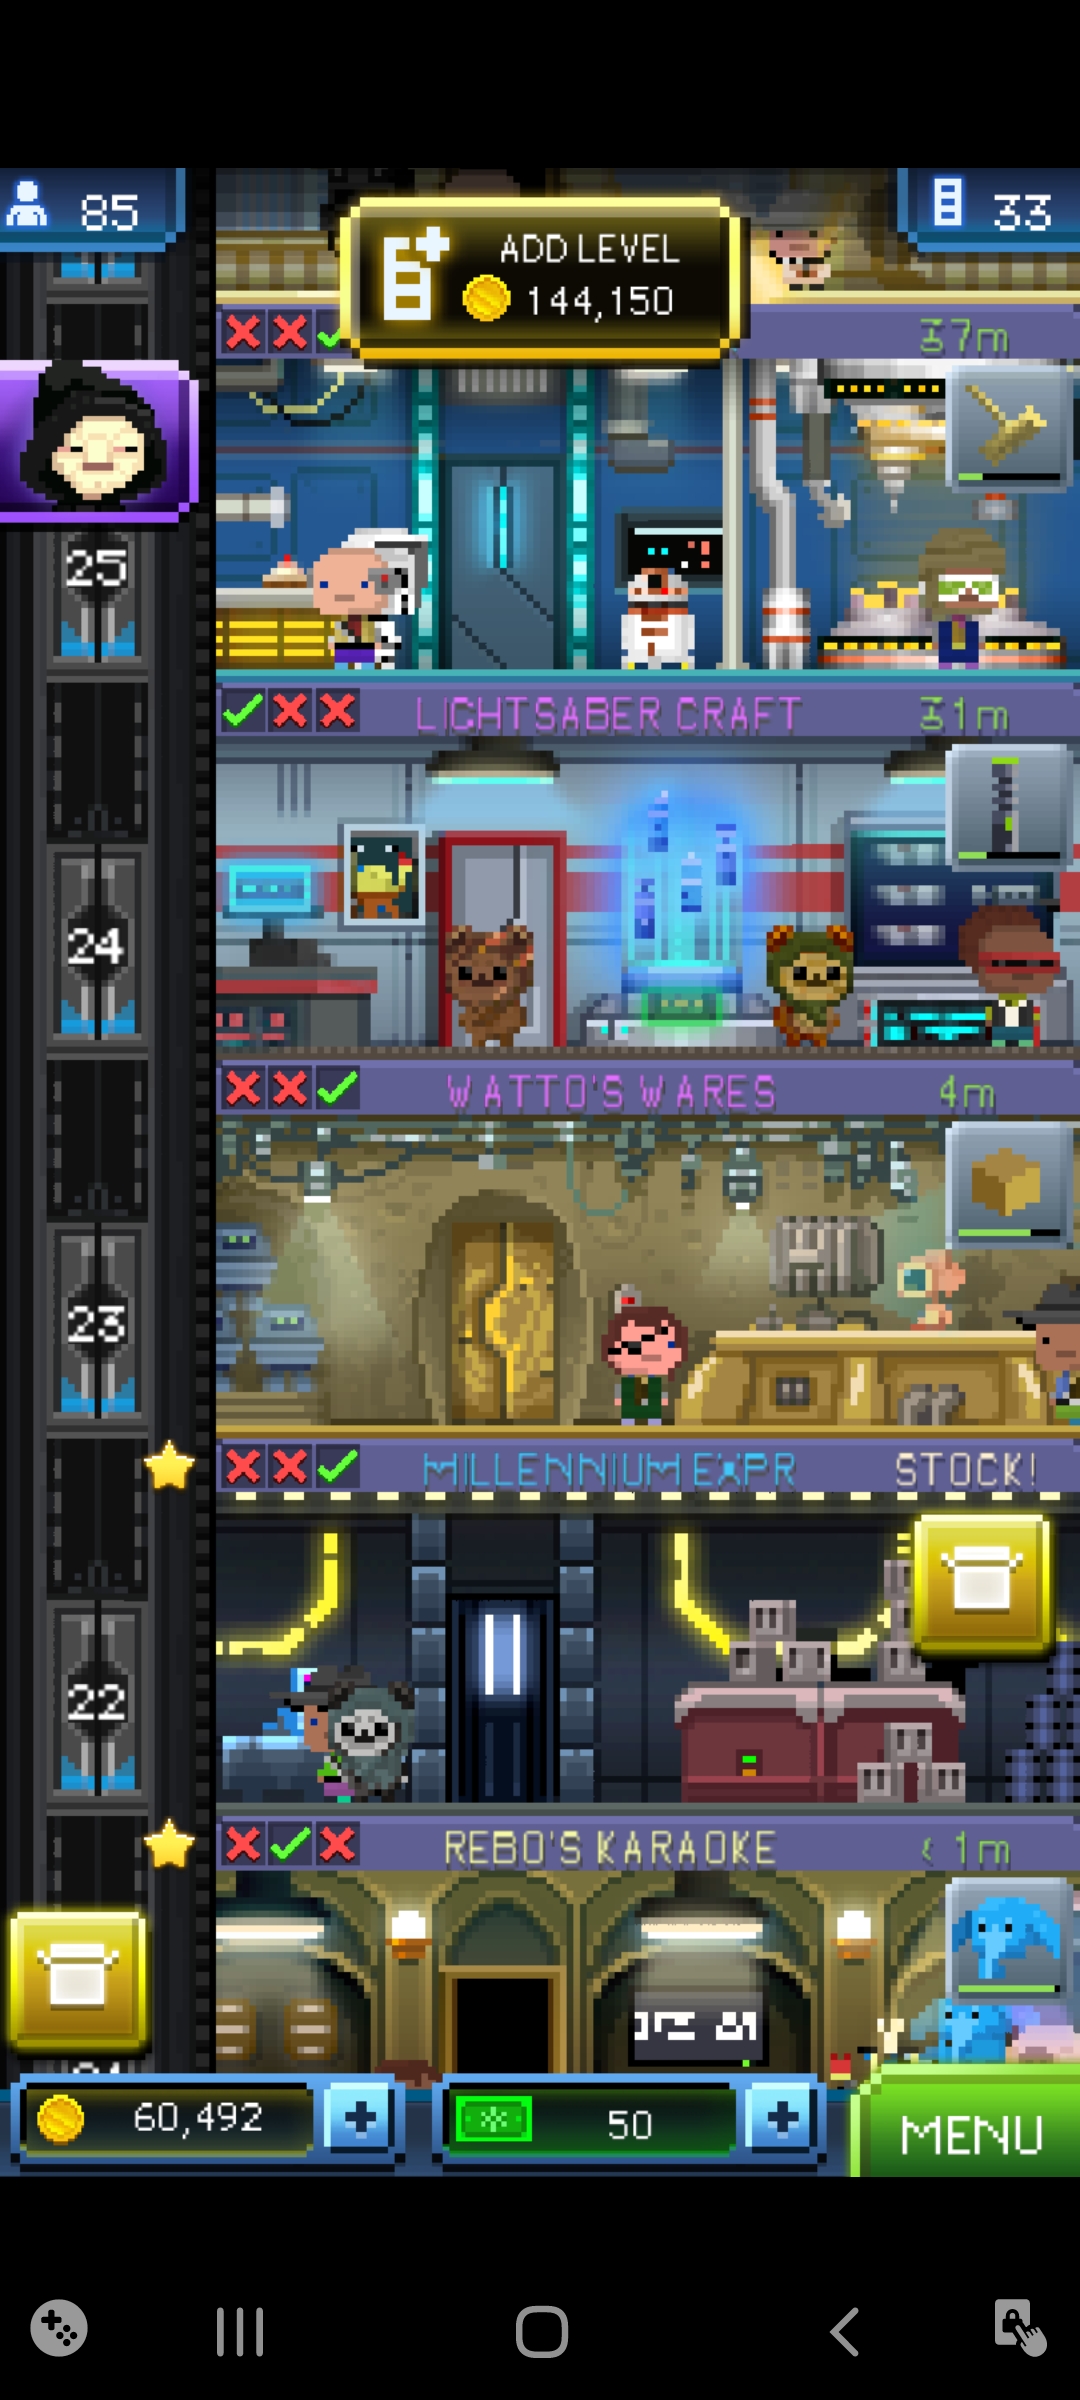 85
ADD LEVEL
144,150
33
37m
25
LIGHTSABER CRAFT
31m
24
WATTO'S WARES
4m
23
MILLENNIUM EXPR
STOCK!
22
REBO'S KARAOKE
< 1m
60,492
50
MENU